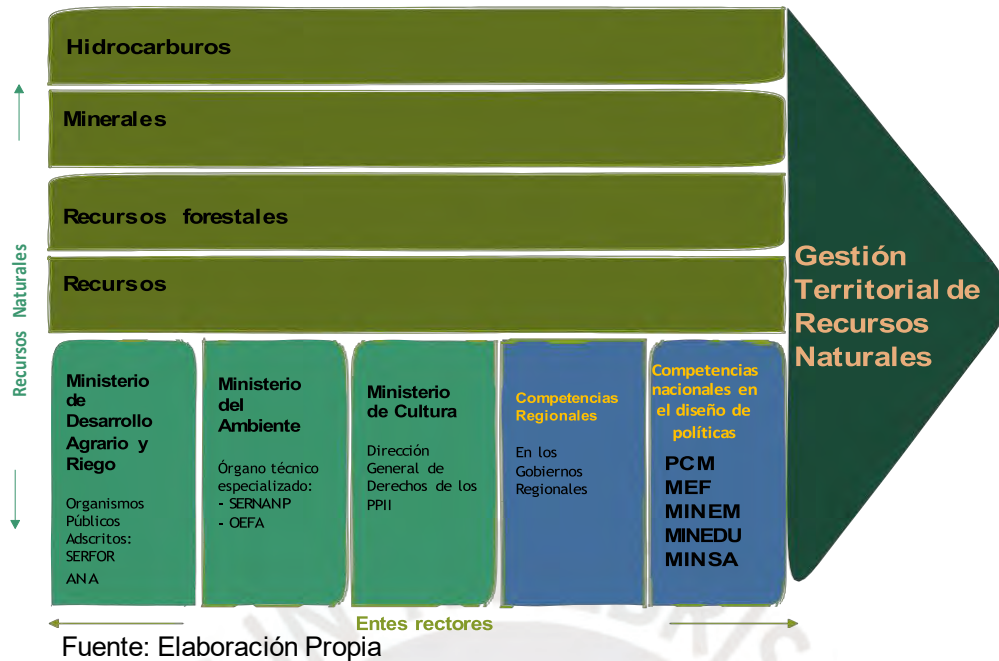 Hidrocarburos
Minerales
Recursos forestales
Recursos
Recursos Naturales
Gestión
Territorial de
Recursos
Naturales
Ministerio
de
Desarrollo
Agrario y
Riego
Organismos
Públicos
Adscritos:
SERFOR
ANA
Ministerio
del
Ambiente
Órgano técnico
especializado:
- SERNANP
- OEFA
Ministerio
de Cultura
Dirección
General de
Derechos de los
PPII
Competencias
Regionales
En los
Gobiernos
Regionales
Competencias
nacionales en
el diseño de
políticas
PCM
MEF
MINEM
MINEDU
MINSA
Entes rectores
Fuente: Elaboración Propia